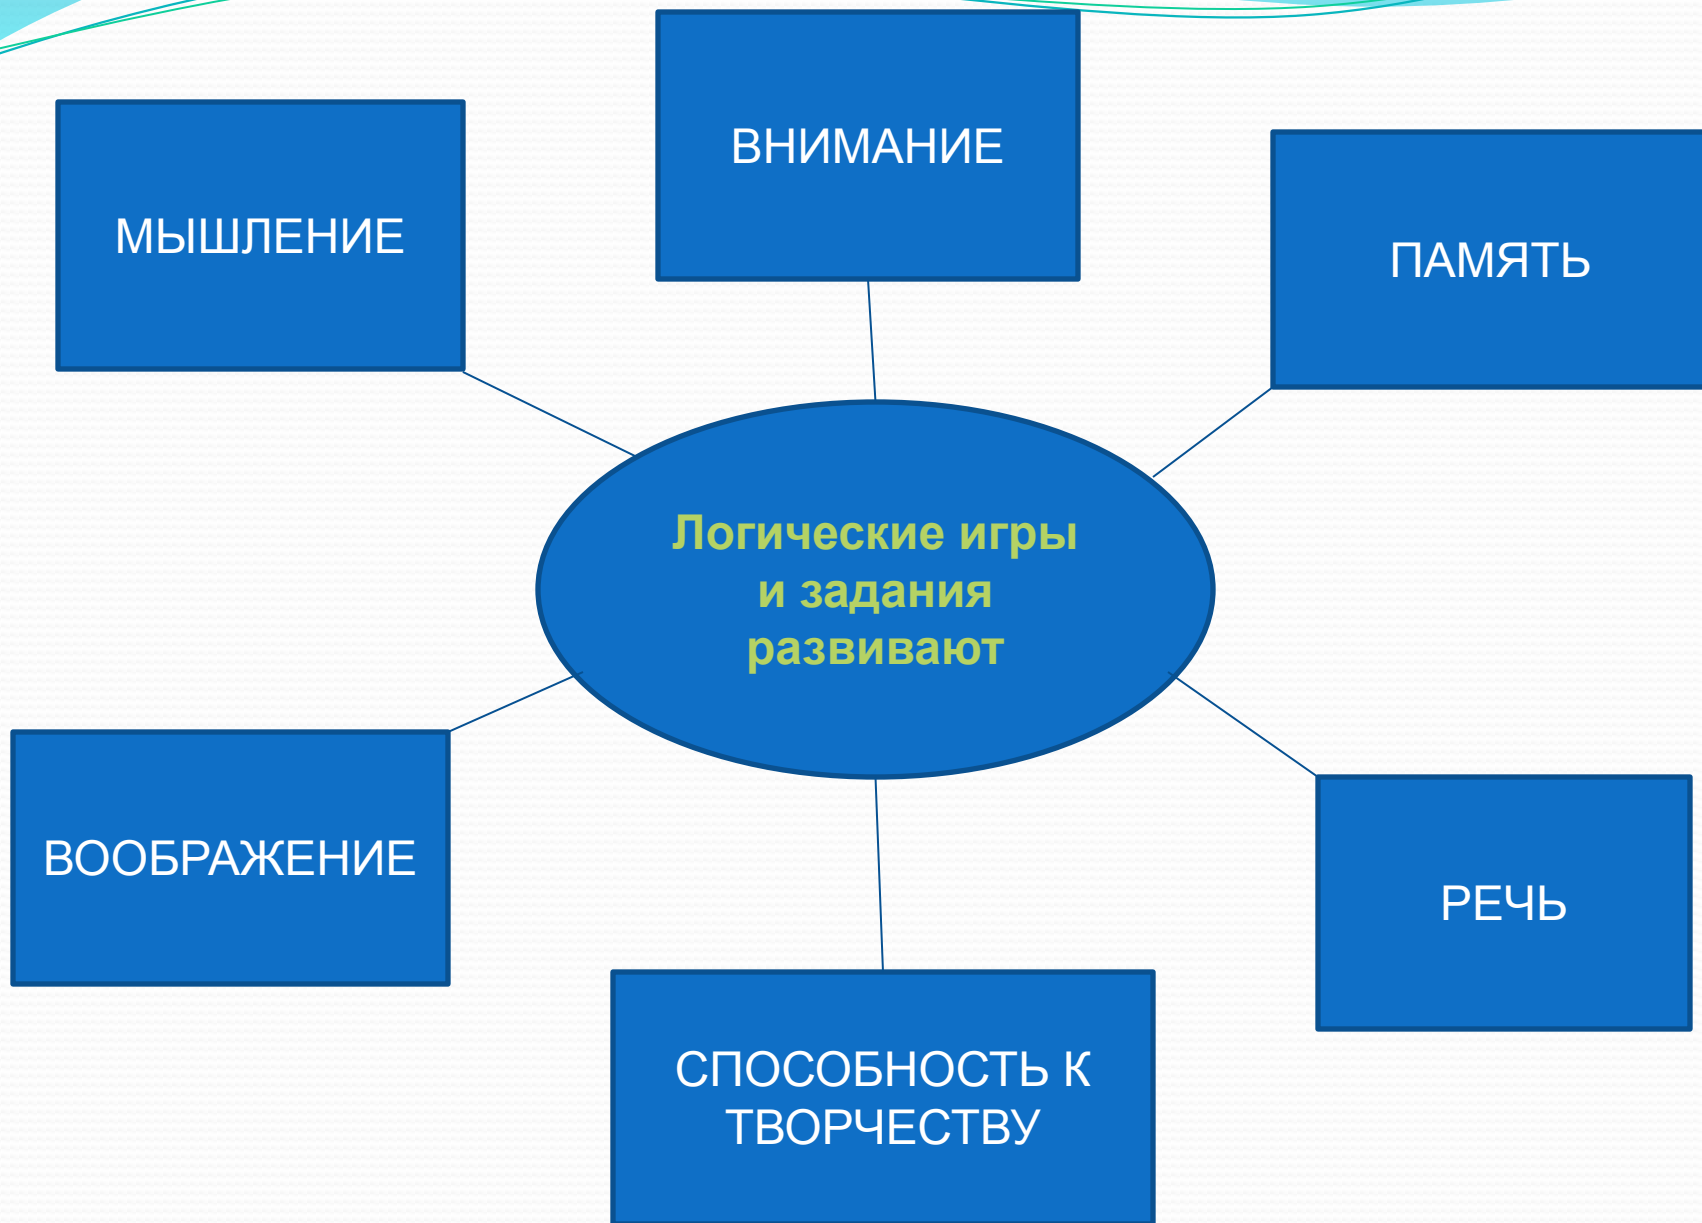 ВНИМАНИЕ
МЫШЛЕНИЕ
ПАМЯТЬ
Логические игры
и задания
развивают
ВООБРАЖЕНИЕ
РЕЧЬ
СПОСОБНОСТЬ К
ТВОРЧЕСТВУ